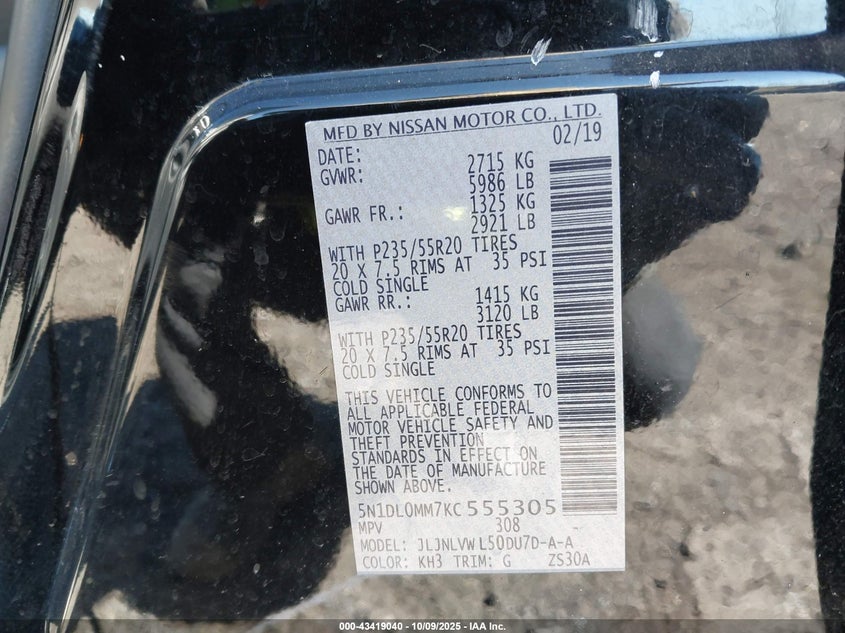 MFD BY NISSAN MOTOR CO., LTD.
DATE: 02/19
GVWR: 2715 KG
5986 LB
GAWR FR.: 1325 KG
2921 LB
WITH P235/55R20 TIRES
20 X 7.5 RIMS AT 35 PSI
COLD SINGLE
GAWR RR.: 1415 KG
3120 LB
WITH P235/55R20 TIRES
20 X 7.5 RIMS AT 35 PSI
COLD SINGLE
THIS VEHICLE CONFORMS TO
ALL APPLICABLE FEDERAL
MOTOR VEHICLE SAFETY AND
THEFT PREVENTION
STANDARDS IN EFFECT ON
THE DATE OF MANUFACTURE
SHOWN ABOVE.
5N1DL0MM7KC555305
MPV 308 -
MODEL: JLJNLVWL50DU7D-A-A
COLOR: KH3 TRIM: G ZS30A
000-43419040 - 10/09/2025 - IAA Inc.